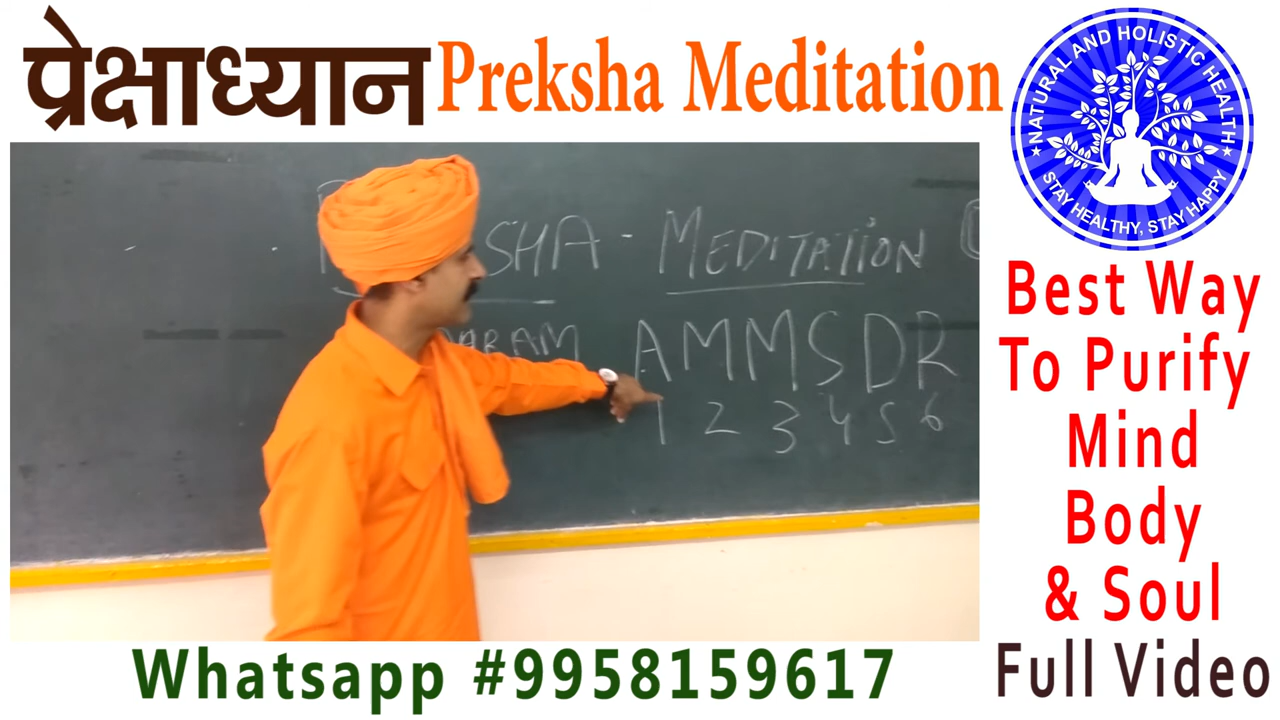 प्रेक्षाध्यान Preksha Meditation
NATURAL AND HOLISTIC HEALTH
STAY HEALTHY, STAY HAPPY
SHA - MEDITATION
ARAM AMMSDR
1 2 3 4 5 6
Best Way
To Purify
Mind
Body
& Soul
Full Video
Whatsapp #9958159617